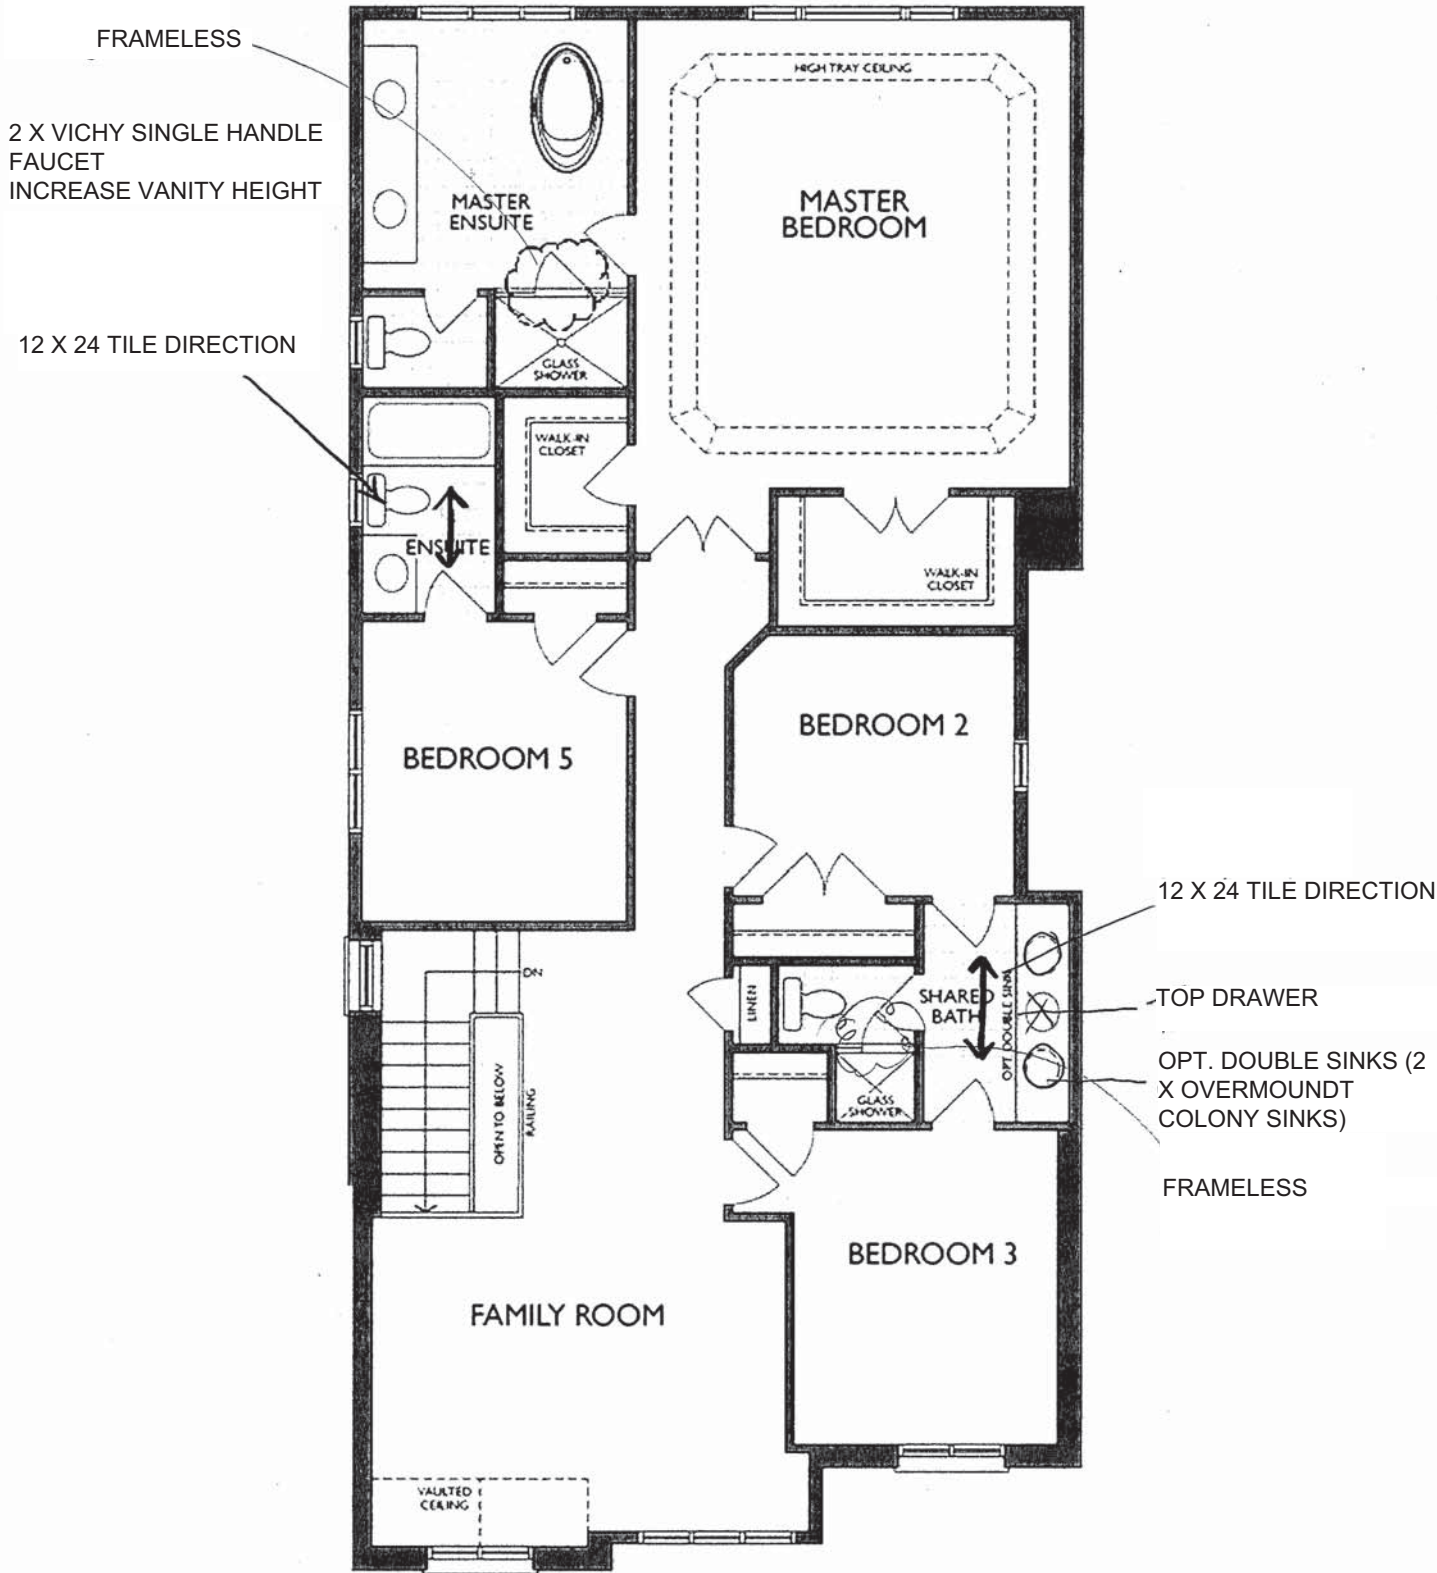 FRAMELESS
HIGH TRAY CEILING
2 X VICHY SINGLE HANDLE
FAUCET
INCREASE VANITY HEIGHT
MASTER
ENSUITE
MASTER
BEDROOM
12 X 24 TILE DIRECTION
GLASS
SHOWER
WALK-IN
CLOSET
ENSUITE
WALK-IN
CLOSET
BEDROOM 5
BEDROOM 2
12 X 24 TILE DIRECTION
DN
LINEN
SHARED
BATH
OPT DOUBLE SINK
TOP DRAWER
OPT. DOUBLE SINKS (2
X OVERMOUNDT
COLONY SINKS)
OPEN TO BELOW
RAILING
GLASS
SHOWER
FRAMELESS
BEDROOM 3
FAMILY ROOM
VAULTED
CEILING